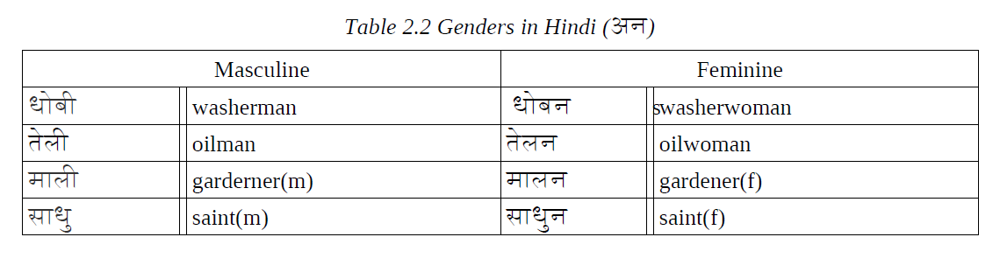 Table 2.2 Genders in Hindi (अन)
Masculine Feminine
धोबी washerman धोबन swasherwoman
तेली oilman तेलन oilwoman
माली garderner(m) मालन gardener(f)
साधु saint(m) साधुन saint(f)